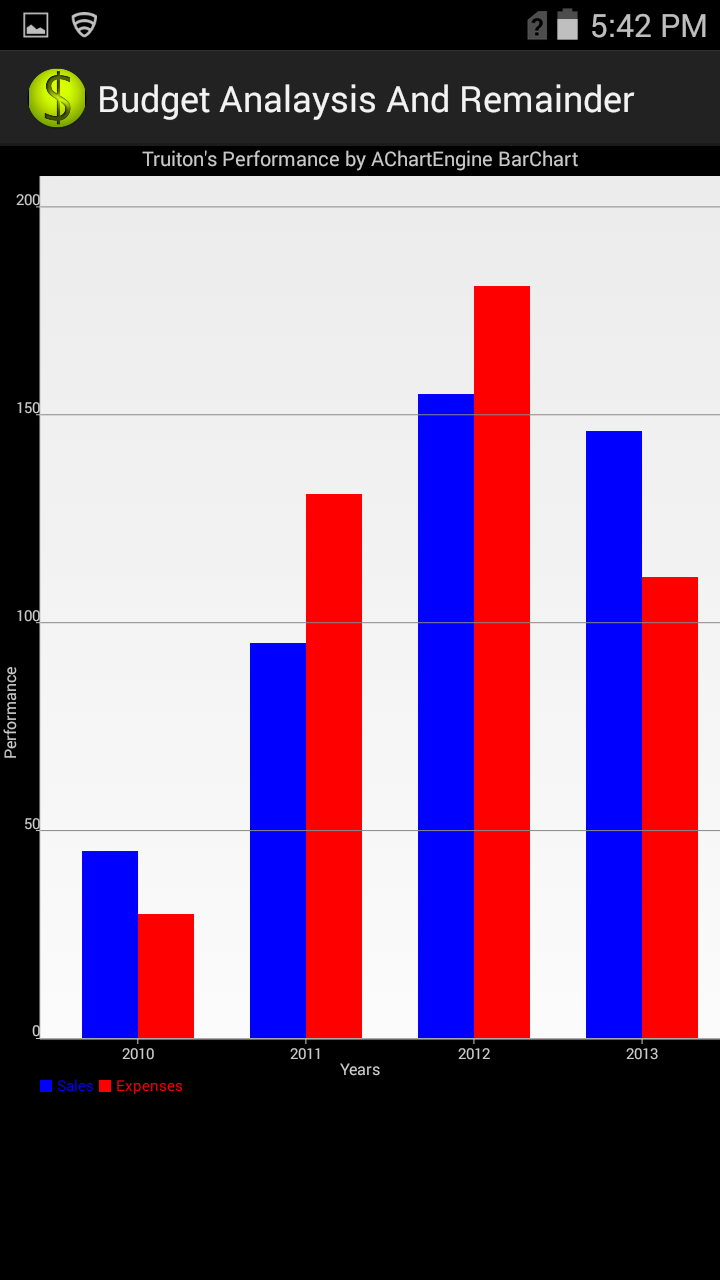 5:42 PM
Budget Analaysis And Remainder
Truiton's Performance by AChartEngine BarChart
200
150
100
50
0
Performance
2010 2011 2012 2013
Years
Sales Expenses